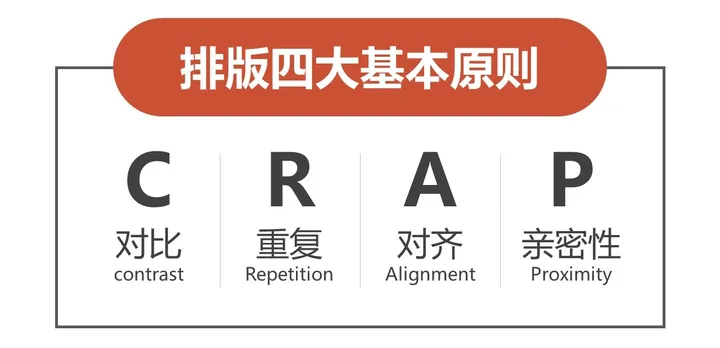 排版四大基本原则
C R A P
对比 重复 对齐 亲密性
contrast Repetition Alignment Proximity